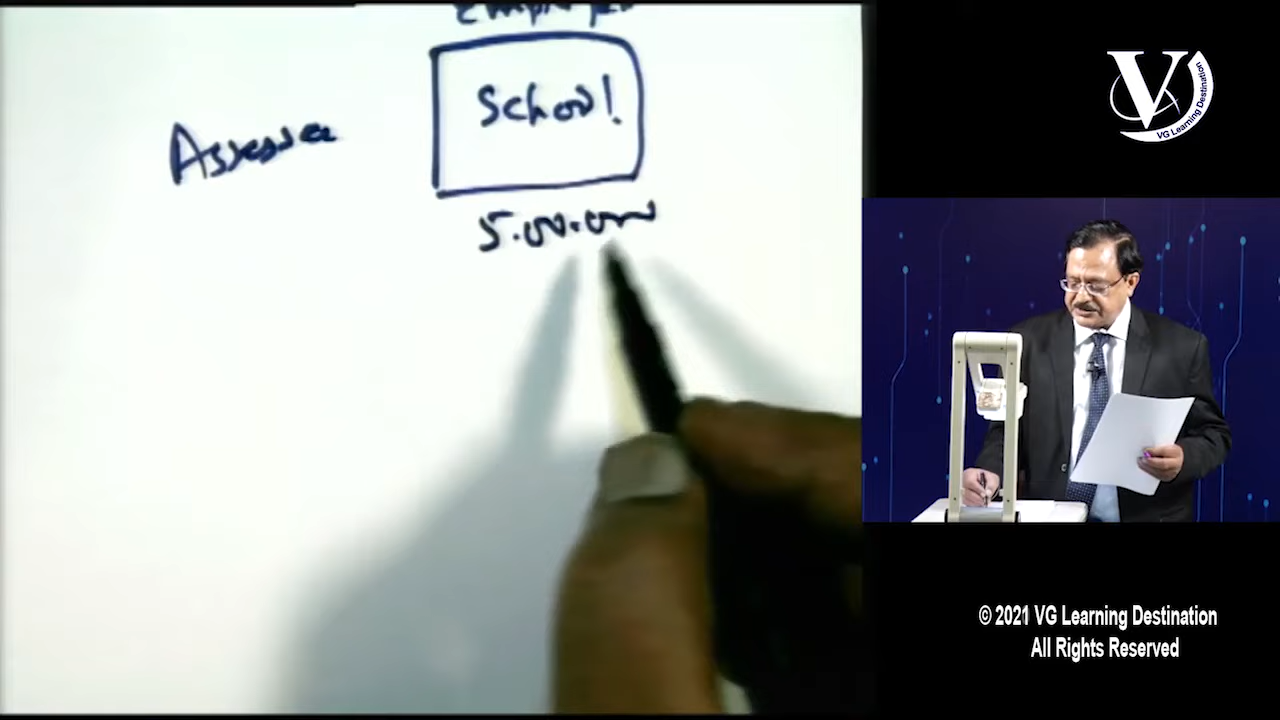 School
Assessee
5.00.000
V
VG Learning Destination
© 2021 VG Learning Destination
All Rights Reserved